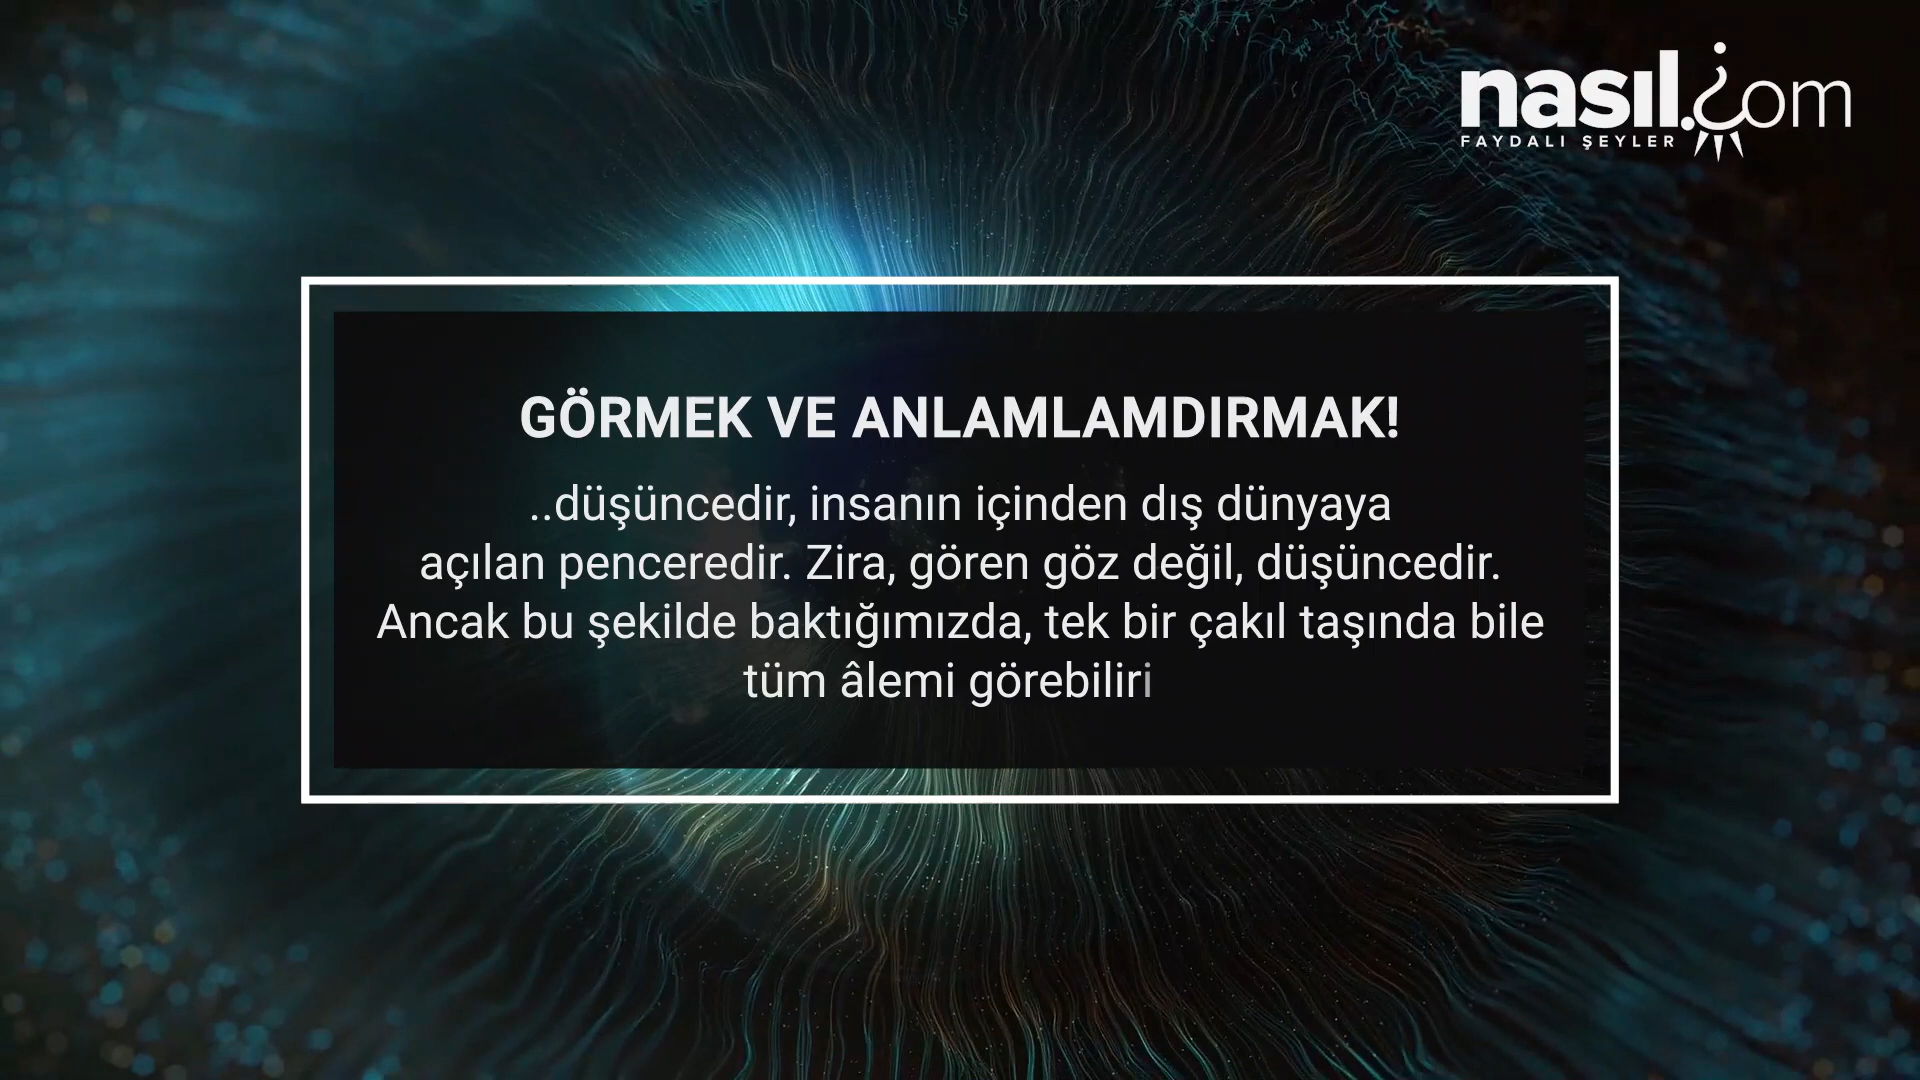 nasıl.com
FAYDALI ŞEYLER
GÖRMEK VE ANLAMLAMDIRMAK!
..düşüncedir, insanın içinden dış dünyaya
açılan penceredir. Zira, gören göz değil, düşüncedir.
Ancak bu şekilde baktığımızda, tek bir çakıl taşında bile
tüm âlemi görebiliri